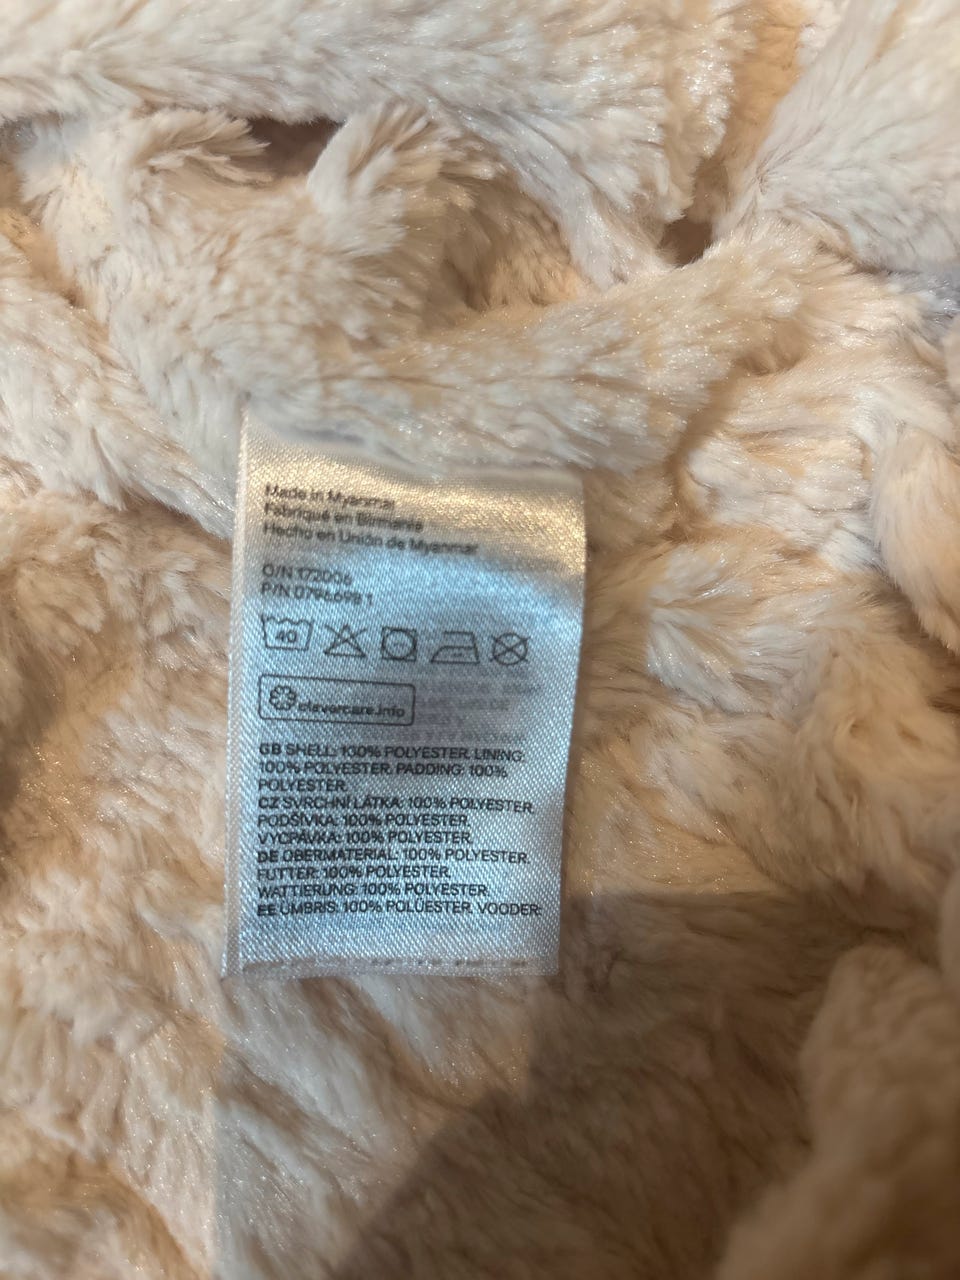 Made in Myanmar
Fabriqué en Birmanie
Hecho en Unión de Myanmar
O/N 172006
P/N 0796698 1
40
clevercare.info
GB SHELL: 100% POLYESTER. LINING:
100% POLYESTER. PADDING: 100%
POLYESTER.
CZ SVRCHNÍ LÁTKA: 100% POLYESTER.
PODŠÍVKA: 100% POLYESTER.
VYCPÁVKA: 100% POLYESTER.
DE OBERMATERIAL: 100% POLYESTER.
FUTTER: 100% POLYESTER.
WATTIERUNG: 100% POLYESTER.
EE ÜMBRIS: 100% POLÜESTER. VOODER: